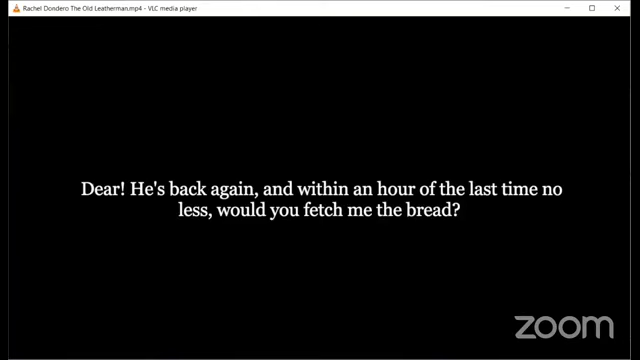 Rachel Dondero The Old Leatherman.mp4 - VLC media player
Dear! He's back again, and within an hour of the last time no
less, would you fetch me the bread?
zoom